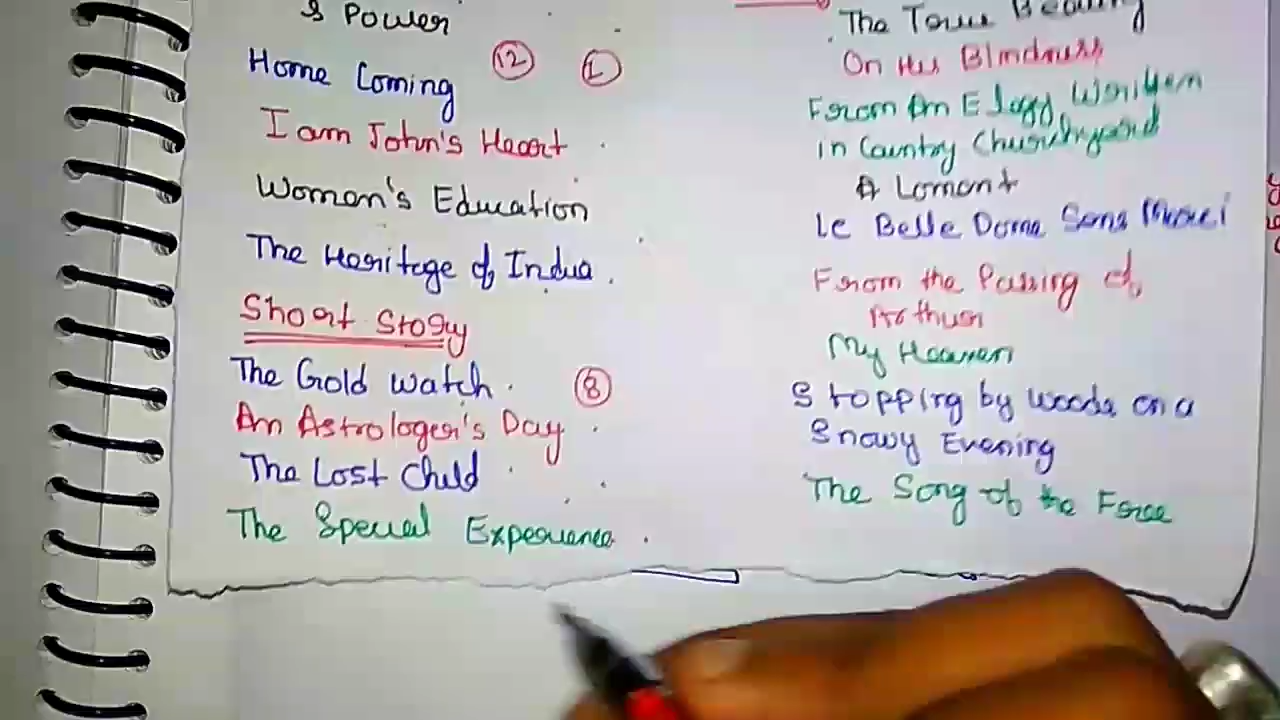 & Power
Home Coming (12) (L)
I am John's Heart
Women's Education
The Heritage of India.
Short Story
The Gold Watch. (8)
An Astrologer's Day
The Lost Child
The Special Experience.
The True Beauty
On His Blindness
From An Elegy Written
in Country Churchyard
A Lament
le Belle Dame Sans Merci
From the Passing of
Arthur
My Heaven
Stopping by woods on a
Snowy Evening
The Song of the Free